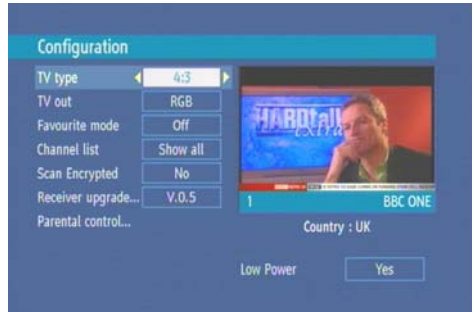 Configuration
TV type 4:3
TV out RGB
Favourite mode Off
Channel list Show all
Scan Encrypted No
Receiver upgrade... V.0.5
Parental control...
HARDtalk
extra
1 BBC ONE
Country : UK
Low Power Yes